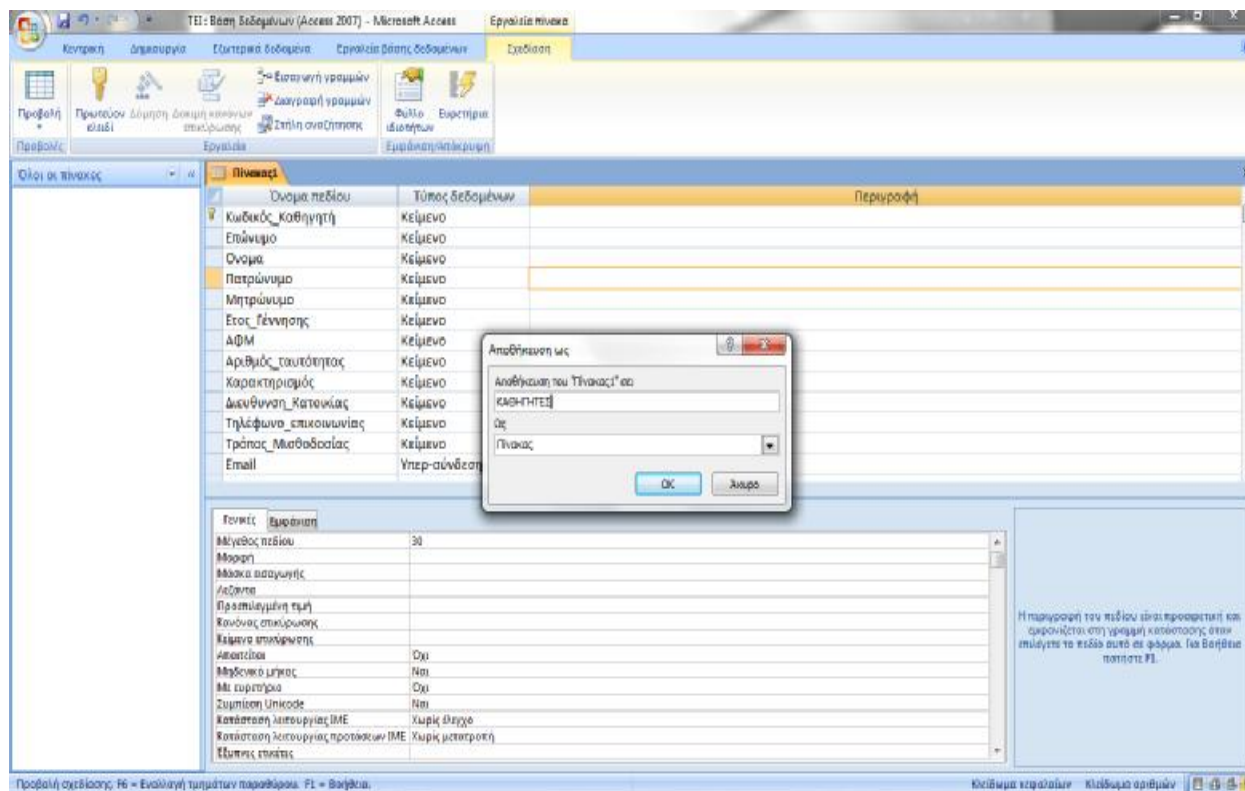 ΤΕΙ : Βάση δεδομένων (Access 2007) - Microsoft Access
Εργαλεία πίνακα
Κεντρική Δημιουργία Εξωτερικά δεδομένα Εργαλεία βάσης δεδομένων Σχεδίαση
Προβολή
Πρωτεύον κλειδί
Δόμηση
Δοκιμή κανόνων επικύρωσης
Εισαγωγή γραμμών
Διαγραφή γραμμών
Στήλη αναζήτησης
Φύλλο ιδιοτήτων
Ευρετήρια
Προβολές Εργαλεία Εμφάνιση/Απόκρυψη
Όλοι οι πίνακες
Πίνακας1
Όνομα πεδίου Τύπος δεδομένων Περιγραφή
Κωδικός_Καθηγητή Κείμενο
Επώνυμο Κείμενο
Ονομα Κείμενο
Πατρώνυμο Κείμενο
Μητρώνυμο Κείμενο
Ετος_Γέννησης Κείμενο
ΑΦΜ Κείμενο
Αριθμός_ταυτότητας Κείμενο
Χαρακτηρισμός Κείμενο
Διευθυνση_Κατοικίας Κείμενο
Τηλέφωνο_επικοινωνίας Κείμενο
Τρόπος_Μισθοδοσίας Κείμενο
Email Υπερ-σύνδεση
Αποθήκευση ως
Αποθήκευση του "Πίνακας1" σε:
ΚΑΘΗΓΗΤΕΣ
Ως
Πίνακας
OK Άκυρο
Γενικές Εμφάνιση
Μέγεθος πεδίου 30
Μορφή
Μάσκα εισαγωγής
Λεζάντα
Προεπιλεγμένη τιμή
Κανόνας επικύρωσης
Κείμενο επικύρωσης
Απαιτείται Όχι
Μηδενικό μήκος Ναι
Με ευρετήριο Όχι
Συμπίεση Unicode Ναι
Κατάσταση λειτουργίας IME Χωρίς έλεγχο
Κατάσταση λειτουργίας προτάσεων IME Χωρίς μετατροπή
Έξυπνες ετικέτες
Η περιγραφή του πεδίου είναι προαιρετική και
εμφανίζεται στη γραμμή κατάστασης όταν
επιλέγετε το πεδίο αυτό σε φόρμα. Για Βοήθεια
πατήστε F1.
Προβολή σχεδίασης. F6 = Εναλλαγή τμημάτων παραθύρου. F1 = Βοήθεια.
Κλείδωμα κεφαλαίων Κλείδωμα αριθμών